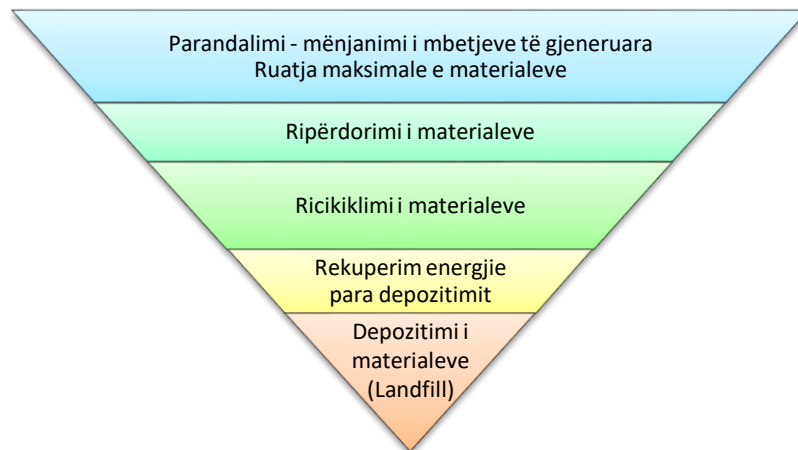 Parandalimi - mënjanimi i mbetjeve të gjeneruara
Ruatja maksimale e materialeve
Ripërdorimi i materialeve
Ricikiklimi i materialeve
Rekuperim energjie
para depozitimit
Depozitimi i
materialeve
(Landfill)